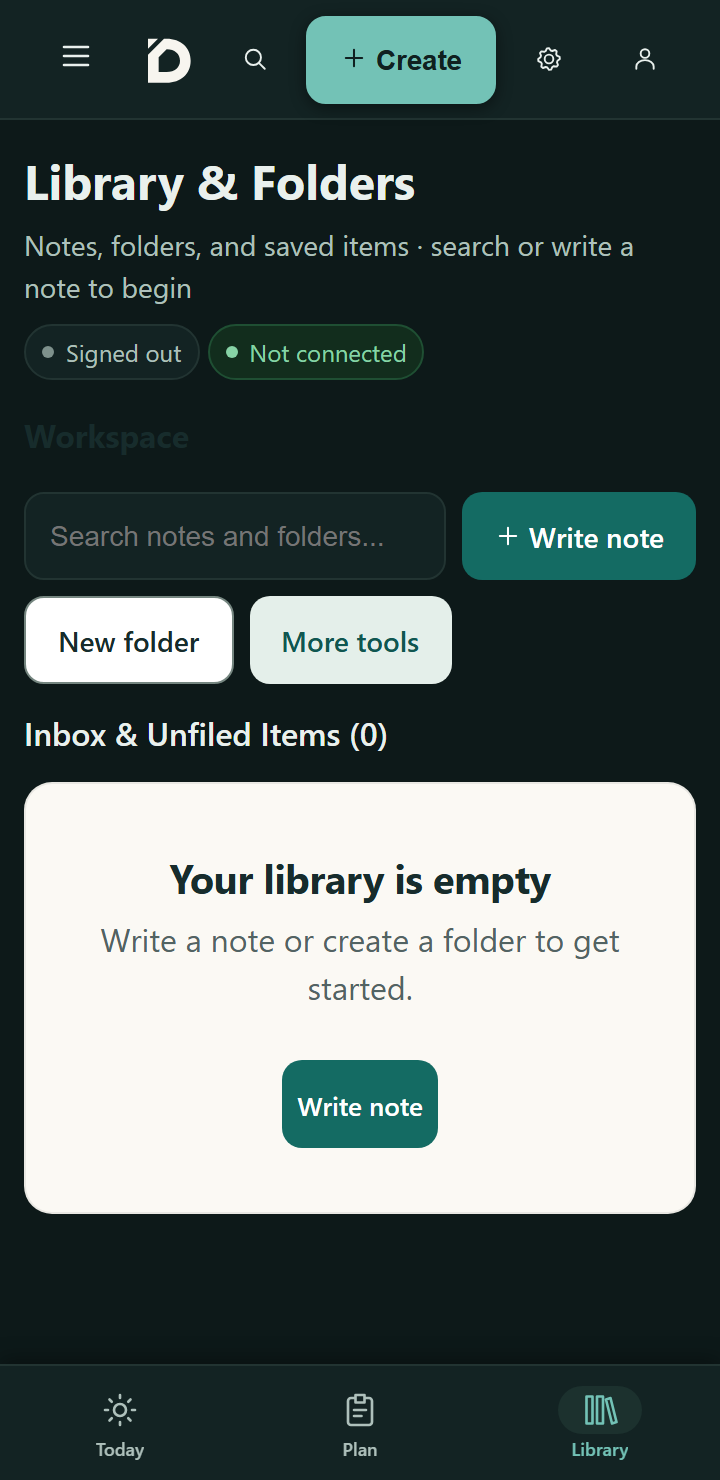 + Create
Library & Folders
Notes, folders, and saved items · search or write a
note to begin
Signed out
Not connected
Workspace
Search notes and folders...
+ Write note
New folder
More tools
Inbox & Unfiled Items (0)
Your library is empty
Write a note or create a folder to get
started.
Write note
Today
Plan
Library